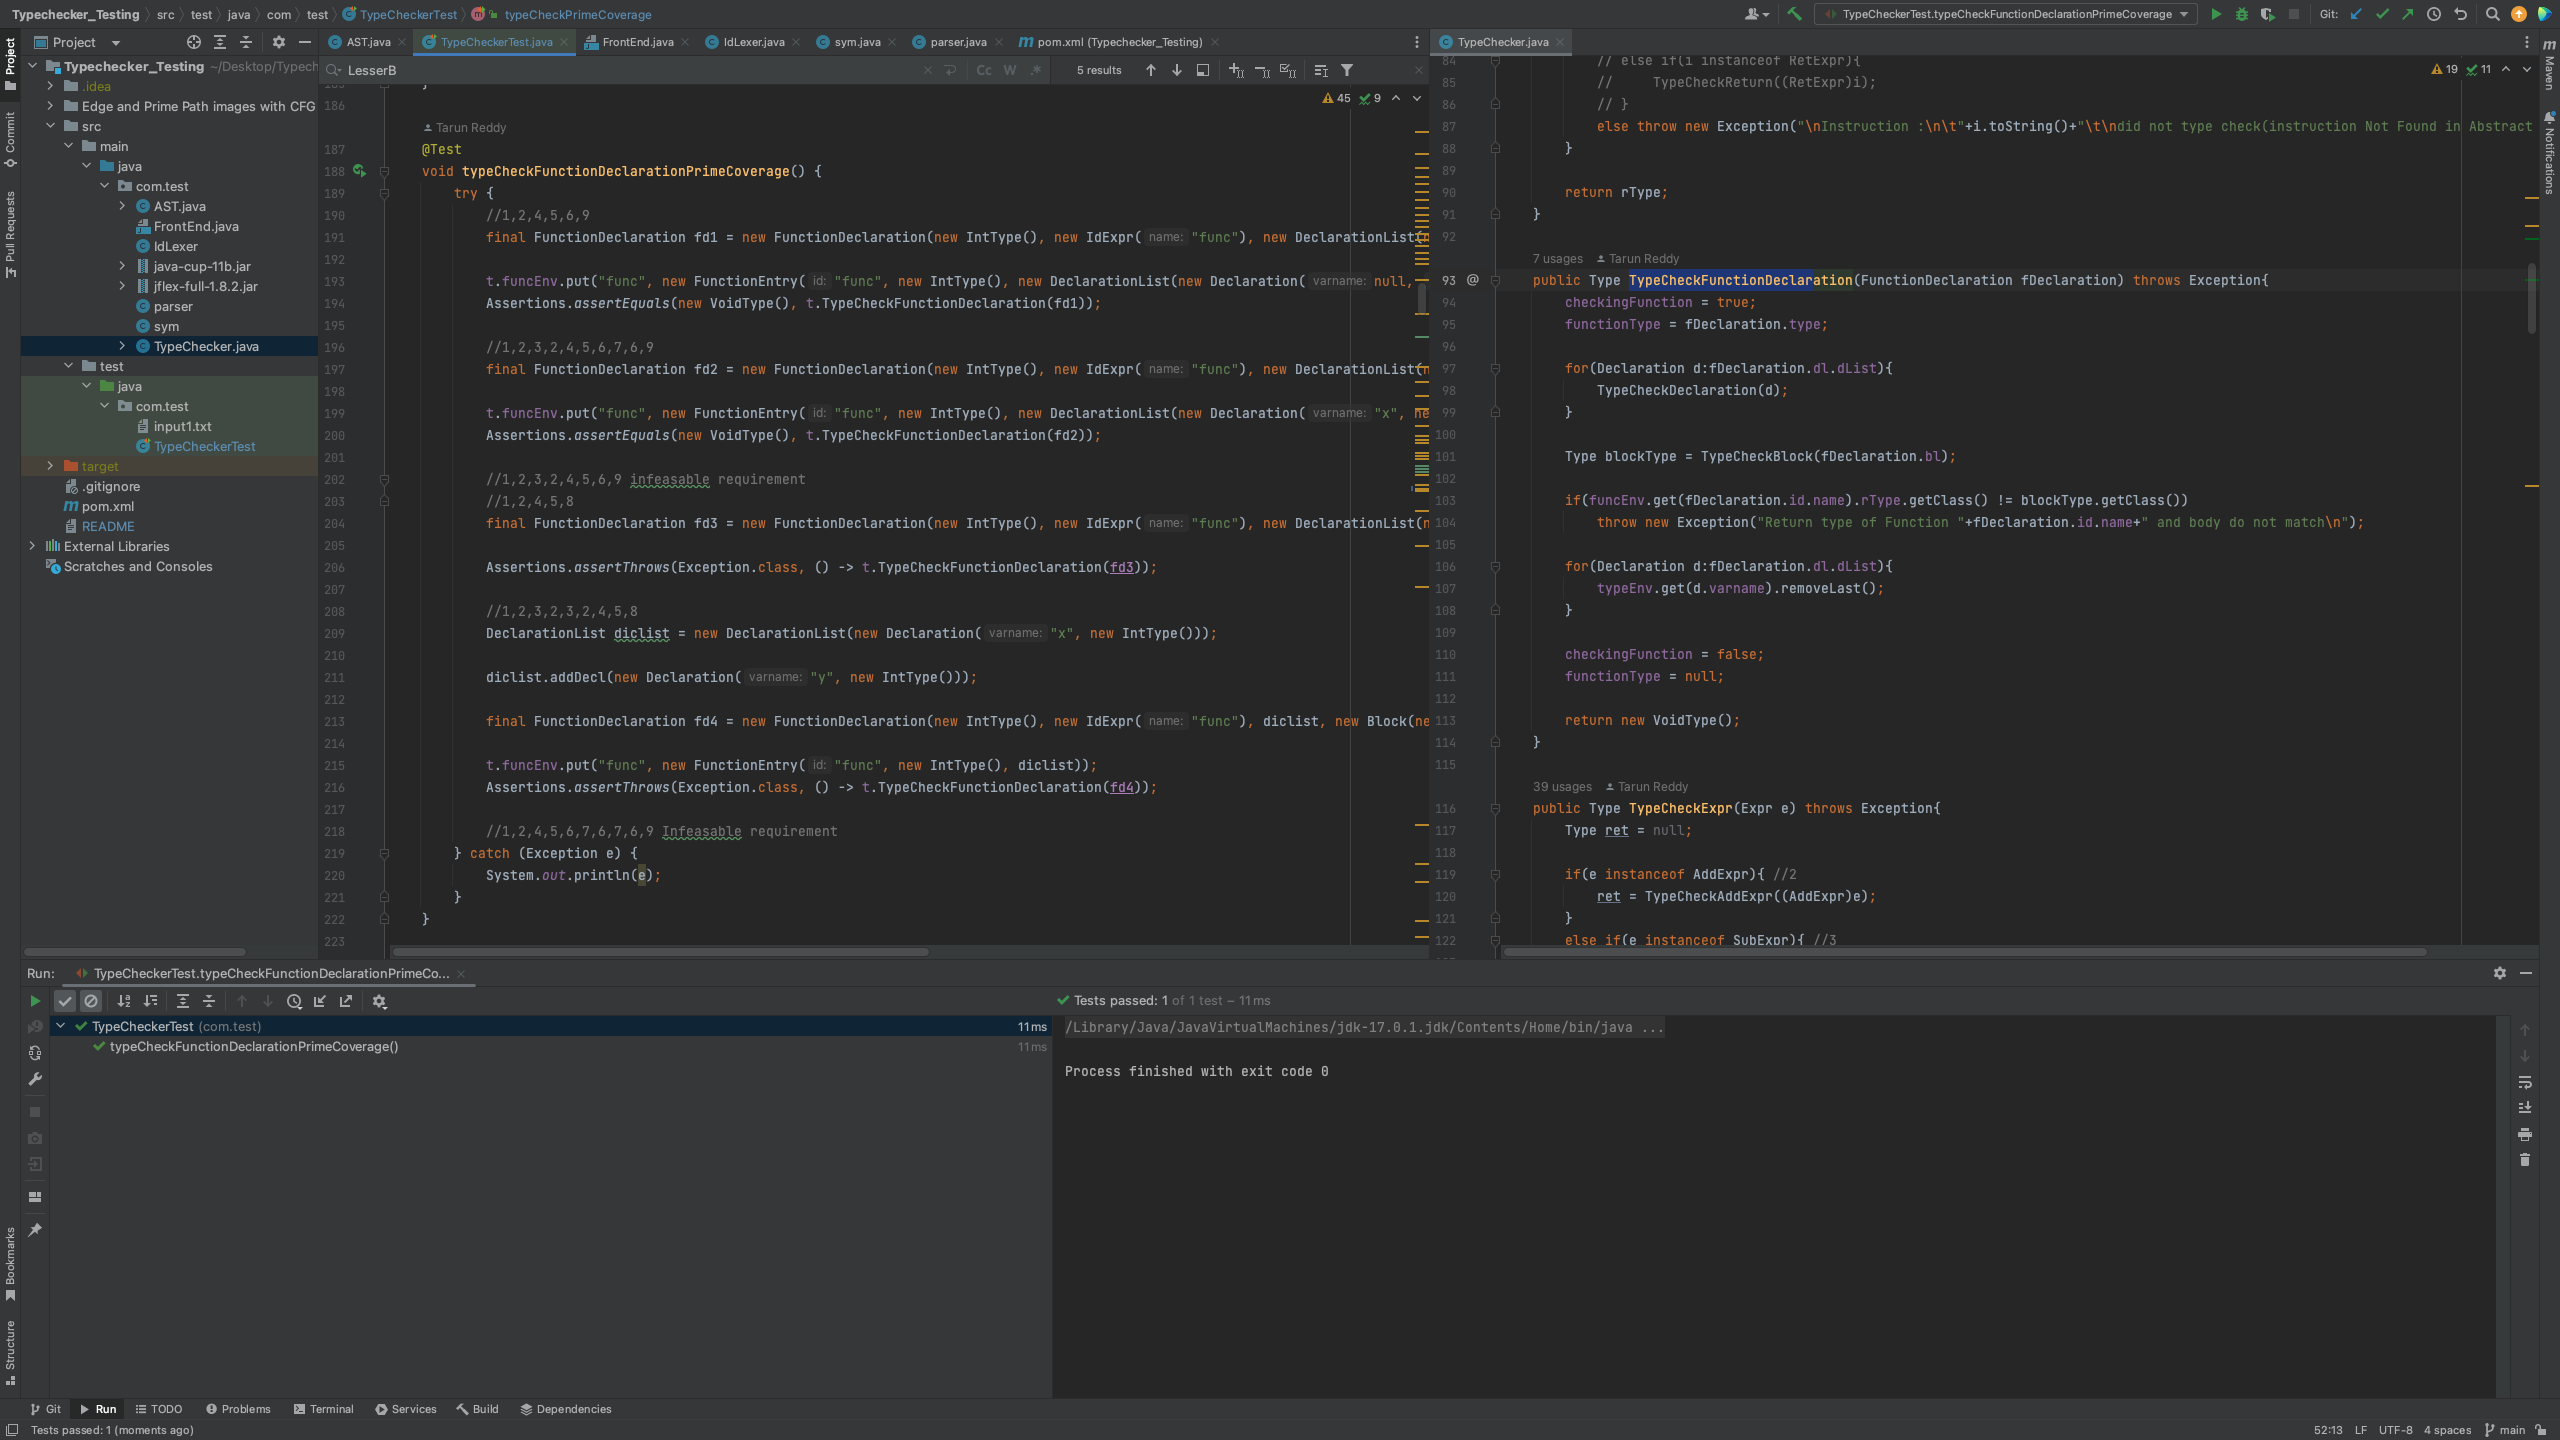 Typechecker_Testing  src  test  java  com  test  TypeCheckerTest  typeCheckPrimeCoverage
TypeCheckerTest.typeCheckFunctionDeclarationPrimeCoverage  Git:
Project
AST.java  TypeCheckerTest.java  FrontEnd.java  IdLexer.java  sym.java  parser.java  pom.xml (Typechecker_Testing)
TypeChecker.java
Project
Commit
Pull Requests
Bookmarks
Structure
Maven
Notifications
Typechecker_Testing ~/Desktop/Typech
.idea
Edge and Prime Path images with CFG
src
main
java
com.test
AST.java
FrontEnd.java
IdLexer
java-cup-11b.jar
jflex-full-1.8.2.jar
parser
sym
TypeChecker.java
test
java
com.test
input1.txt
TypeCheckerTest
target
.gitignore
pom.xml
README
External Libraries
Scratches and Consoles
LesserB  Cc  W  .*  5 results
45  9
186
Tarun Reddy
187 @Test
188 void typeCheckFunctionDeclarationPrimeCoverage() {
189 try {
190 //1,2,4,5,6,9
191 final FunctionDeclaration fd1 = new FunctionDeclaration(new IntType(), new IdExpr( name: "func"), new DeclarationList(n
192
193 t.funcEnv.put("func", new FunctionEntry( id: "func", new IntType(), new DeclarationList(new Declaration( varname: null,
194 Assertions.assertEquals(new VoidType(), t.TypeCheckFunctionDeclaration(fd1));
195
196 //1,2,3,2,4,5,6,7,6,9
197 final FunctionDeclaration fd2 = new FunctionDeclaration(new IntType(), new IdExpr( name: "func"), new DeclarationList(n
198
199 t.funcEnv.put("func", new FunctionEntry( id: "func", new IntType(), new DeclarationList(new Declaration( varname: "x", ne
200 Assertions.assertEquals(new VoidType(), t.TypeCheckFunctionDeclaration(fd2));
201
202 //1,2,3,2,4,5,6,9 infeasable requirement
203 //1,2,4,5,8
204 final FunctionDeclaration fd3 = new FunctionDeclaration(new IntType(), new IdExpr( name: "func"), new DeclarationList(n
205
206 Assertions.assertThrows(Exception.class, () -> t.TypeCheckFunctionDeclaration(fd3));
207
208 //1,2,3,2,3,2,4,5,8
209 DeclarationList diclist = new DeclarationList(new Declaration( varname: "x", new IntType()));
210
211 diclist.addDecl(new Declaration( varname: "y", new IntType()));
212
213 final FunctionDeclaration fd4 = new FunctionDeclaration(new IntType(), new IdExpr( name: "func"), diclist, new Block(ne
214
215 t.funcEnv.put("func", new FunctionEntry( id: "func", new IntType(), diclist));
216 Assertions.assertThrows(Exception.class, () -> t.TypeCheckFunctionDeclaration(fd4));
217
218 //1,2,4,5,6,7,6,7,6,9 Infeasable requirement
219 } catch (Exception e) {
220 System.out.println(e);
221 }
222 }
223
84 // else if(i instanceof RetExpr){
19  11
85 // TypeCheckReturn((RetExpr)i);
86 // }
87 else throw new Exception("\nInstruction :\n\t"+i.toString()+"\t\ndid not type check(instruction Not Found in Abstract
88 }
89
90 return rType;
91 }
92
7 usages  Tarun Reddy
93 @ public Type TypeCheckFunctionDeclaration(FunctionDeclaration fDeclaration) throws Exception{
94 checkingFunction = true;
95 functionType = fDeclaration.type;
96
97 for(Declaration d:fDeclaration.dl.dList){
98 TypeCheckDeclaration(d);
99 }
100
101 Type blockType = TypeCheckBlock(fDeclaration.bl);
102
103 if(funcEnv.get(fDeclaration.id.name).rType.getClass() != blockType.getClass())
104 throw new Exception("Return type of Function "+fDeclaration.id.name+" and body do not match\n");
105
106 for(Declaration d:fDeclaration.dl.dList){
107 typeEnv.get(d.varname).removeLast();
108 }
109
110 checkingFunction = false;
111 functionType = null;
112
113 return new VoidType();
114 }
115
39 usages  Tarun Reddy
116 public Type TypeCheckExpr(Expr e) throws Exception{
117 Type ret = null;
118
119 if(e instanceof AddExpr){ //2
120 ret = TypeCheckAddExpr((AddExpr)e);
121 }
122 else if(e instanceof SubExpr){ //3
Run:  TypeCheckerTest.typeCheckFunctionDeclarationPrimeCo...
Tests passed: 1 of 1 test – 11 ms
TypeCheckerTest (com.test)  11 ms
typeCheckFunctionDeclarationPrimeCoverage()  11 ms
/Library/Java/JavaVirtualMachines/jdk-17.0.1.jdk/Contents/Home/bin/java ...
Process finished with exit code 0
Git  Run  TODO  Problems  Terminal  Services  Build  Dependencies
Tests passed: 1 (moments ago)  52:13  LF  UTF-8  4 spaces  main